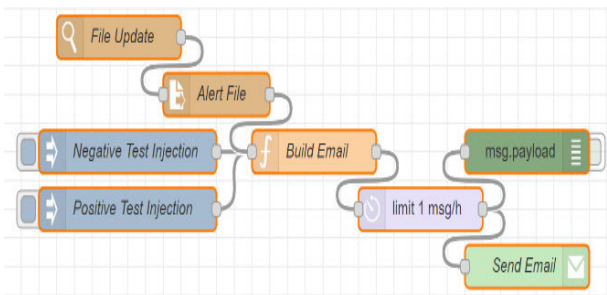 File Update
Alert File
Negative Test Injection
Build Email
msg.payload
Positive Test Injection
limit 1 msg/h
Send Email